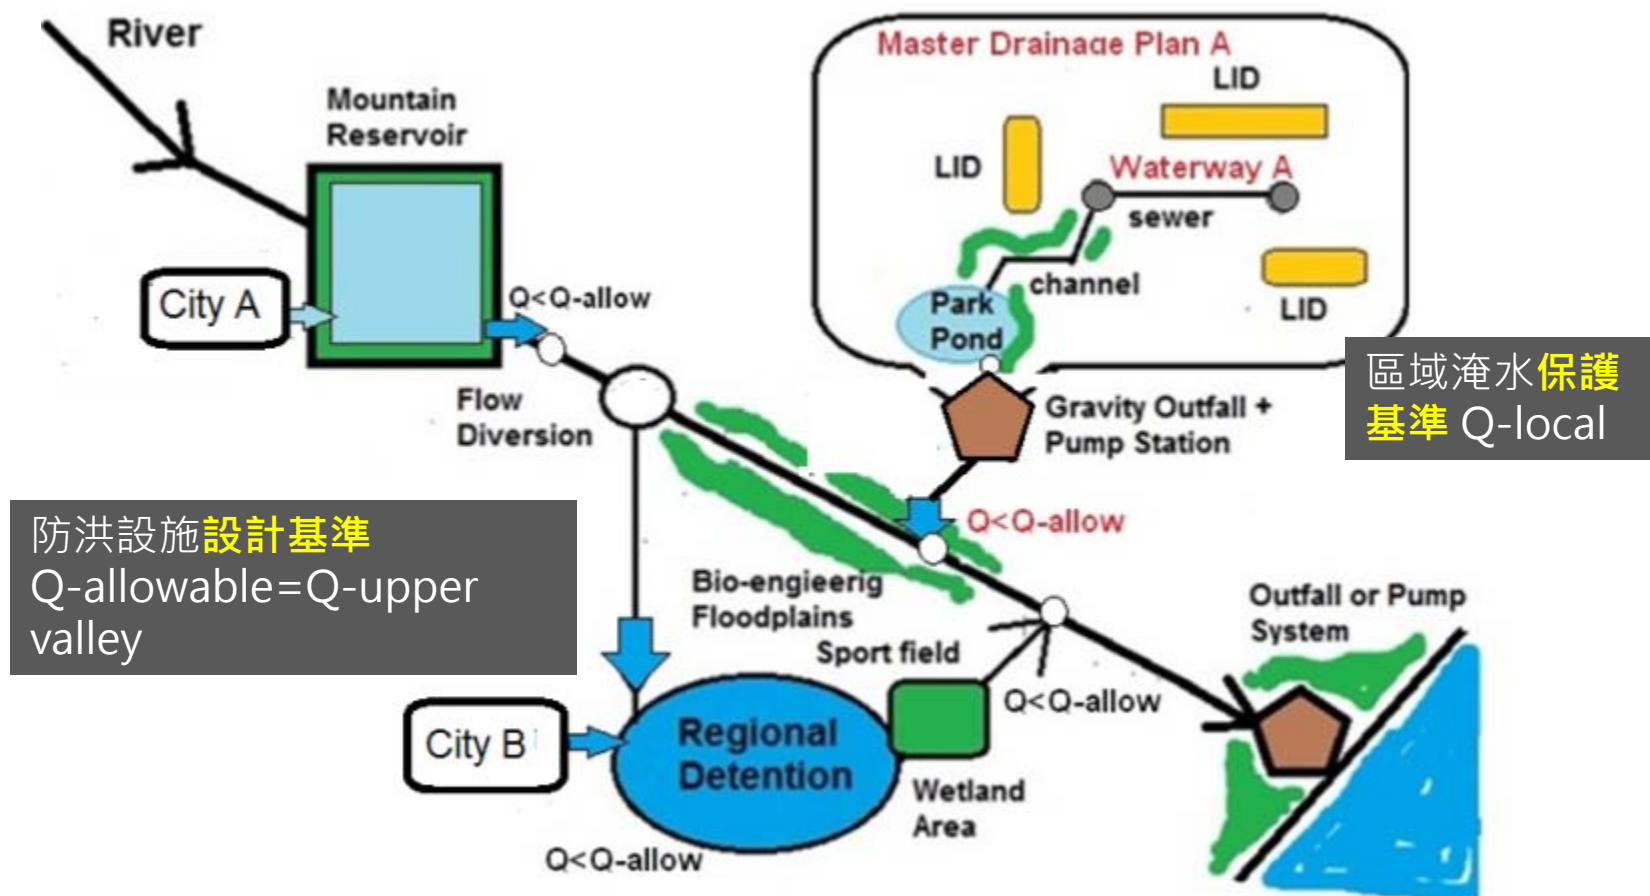 River
Master Drainage Plan A
LID
Mountain
Reservoir
LID
Waterway A
sewer
City A
Q<Q-allow
channel
Park
Pond
LID
區域淹水保護
基準 Q-local
Flow
Diversion
Gravity Outfall +
Pump Station
防洪設施設計基準
Q-allowable=Q-upper
valley
Q<Q-allow
Bio-engieerig
Floodplains
Outfall or Pump
System
Sport field
Q<Q-allow
City B
Regional
Detention
Wetland
Area
Q<Q-allow